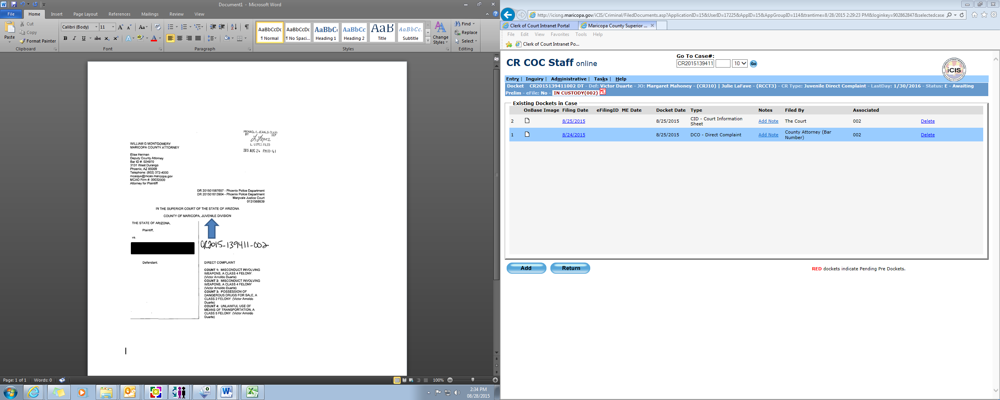 Document1 - Microsoft Word
File Home Insert Page Layout References Mailings Review View
Paste
Cut
Copy
Format Painter
Clipboard
Calibri (Body) 11
Font
Paragraph
AaBbCcDc AaBbCcDc AaBbC AaBbCc AaB AaBbCc.
¶ Normal ¶ No Spaci... Heading 1 Heading 2 Title Subtitle
Change Styles
Styles
Find
Replace
Select
Editing
MICHAEL K. JEANES, CLERK
BY DEP
L. Lopez
L. LOPEZ FILED
2015 AUG 24 PM 11:41
WILLIAM G MONTGOMERY
MARICOPA COUNTY ATTORNEY
Elise Herman
Deputy County Attorney
Bar ID #: 024970
3131 West Durango
Phoenix, AZ 85009
Telephone: (602) 372-4000
mcaojuv@mcao.maricopa.gov
MCAO Firm #: 00032000
Attorney for Plaintiff
DR 201501567657 - Phoenix Police Department
DR 201501613904 - Phoenix Police Department
Maryvale Justice Court
0131568639
IN THE SUPERIOR COURT OF THE STATE OF ARIZONA
COUNTY OF MARICOPA, JUVENILE DIVISION
THE STATE OF ARIZONA,
Plaintiff,
vs.
CR2015-139411-002
Defendant.
DIRECT COMPLAINT
COUNT 1: MISCONDUCT INVOLVING
WEAPONS, A CLASS 4 FELONY
(Victor Arnoldo Duarte)
COUNT 2: MISCONDUCT INVOLVING
WEAPONS, A CLASS 4 FELONY
(Victor Arnoldo Duarte)
COUNT 3: POSSESSION OF
DANGEROUS DRUGS FOR SALE, A
CLASS 2 FELONY (Victor Arnoldo
Duarte)
COUNT 4: UNLAWFUL USE OF
MEANS OF TRANSPORTATION, A
CLASS 5 FELONY (Victor Arnoldo
Duarte)
Page: 1 of 1 Words: 0 100%
2:34 PM
08/28/2015
http://icisng.maricopa.gov/iCIS/Criminal/FiledDocuments.asp?ApplicationID=15&UserID=17225&AppID=15&AppGroupID=114&trantime=8/28/2015 2:29:23 PM&loginkey=902862847&selectedcase
Clerk of Court Intranet Portal Maricopa County Superior ...
File Edit View Favorites Tools Help
Clerk of Court Intranet Po...
CR COC Staff online
Go To Case#:
CR2015139411 10 Go
iCIS
Entry | Inquiry | Administrative | Tasks | Help
Docket CR2015139411002 DT - Def: Victor Duarte - JO: Margaret Mahoney - (CRJ10) | Julie LaFave - (RCCT3) - CR Type: Juvenile Direct Complaint - LastDay: 1/30/2016 - Status: E - Awaiting
Prelim - eFile: No - IN CUSTODY(002) MC
Existing Dockets in Case
OnBase Image Filing Date eFilingID ME Date Docket Date Type Notes Filed By Associated
2 8/25/2015 8/25/2015 CID - Court Information Sheet Add Note The Court 002 Delete
1 8/24/2015 8/25/2015 DCO - Direct Complaint Add Note County Attorney (Bar Number) 002 Delete
Add Return
RED dockets indicate Pending Pre Dockets.